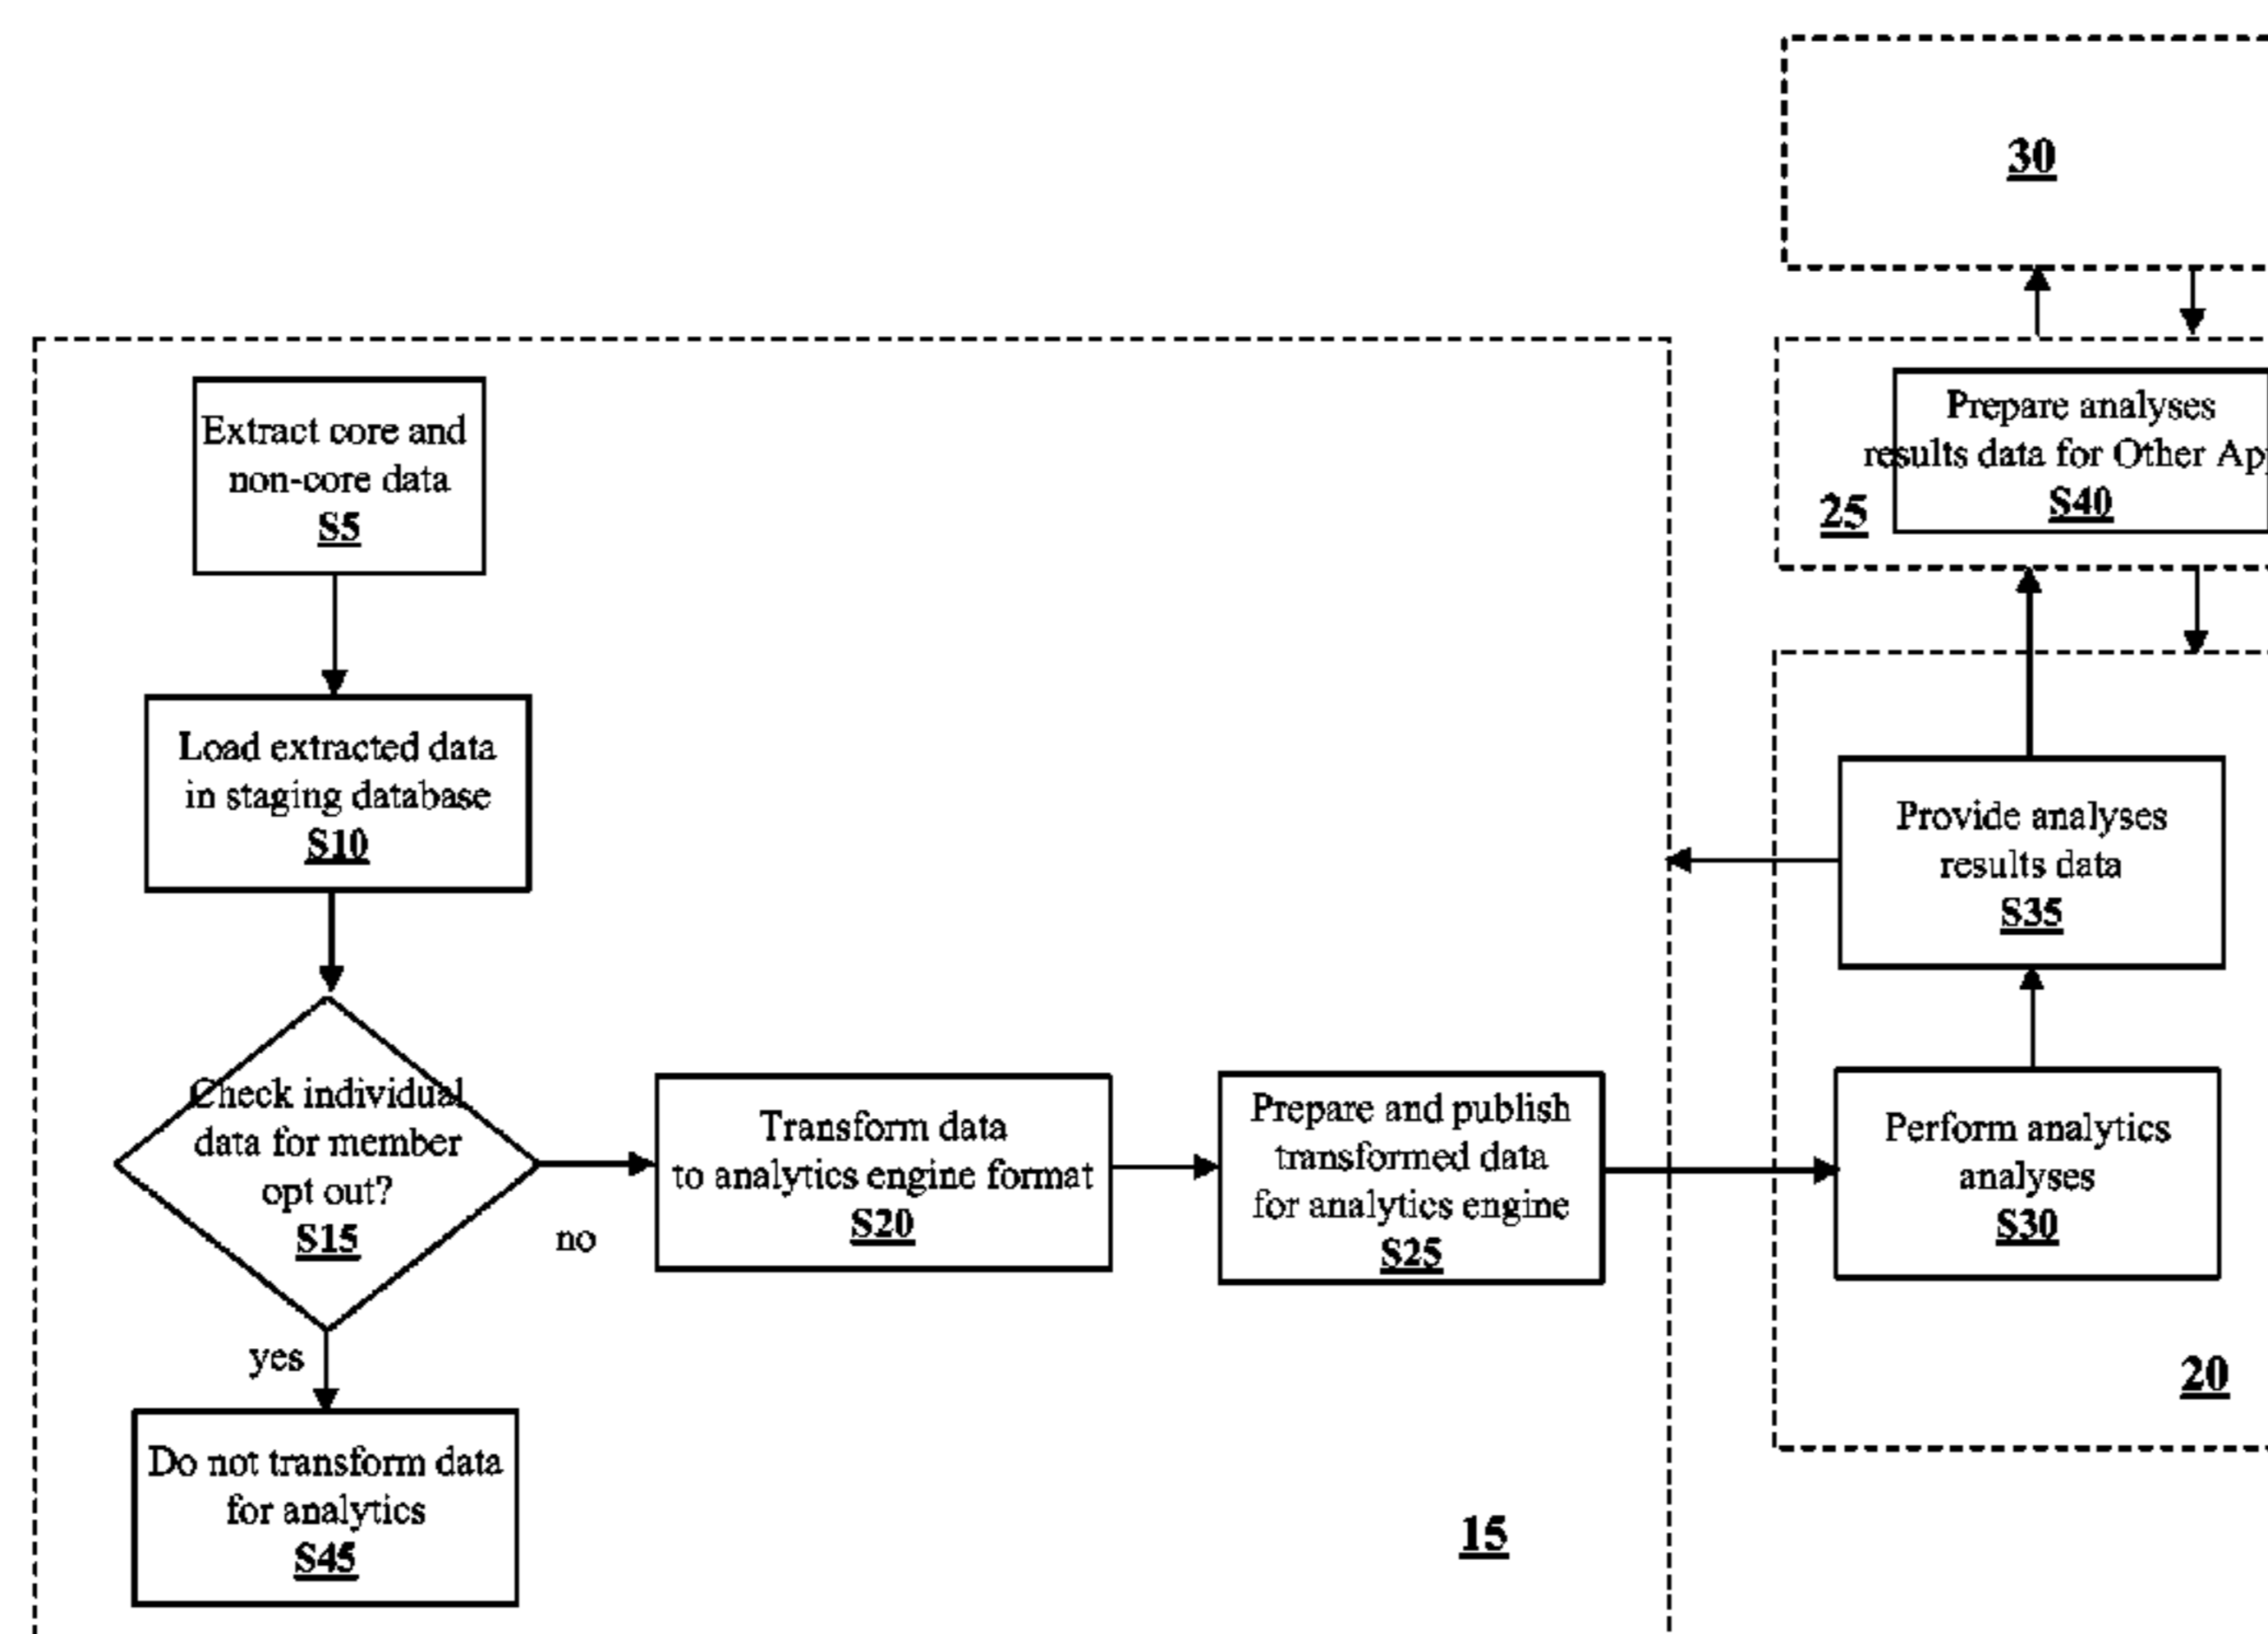 30
Prepare analyses
results data for Other
S40
25
Extract core and
non-core data
S5
Load extracted data
in staging database
S10
Provide analyses
results data
S35
Check individual
data for member
opt out?
S15
no
yes
Transform data
to analytics engine format
S20
Prepare and publish
transformed data
for analytics engine
S25
Perform analytics
analyses
S30
20
Do not transform data
for analytics
S45
15